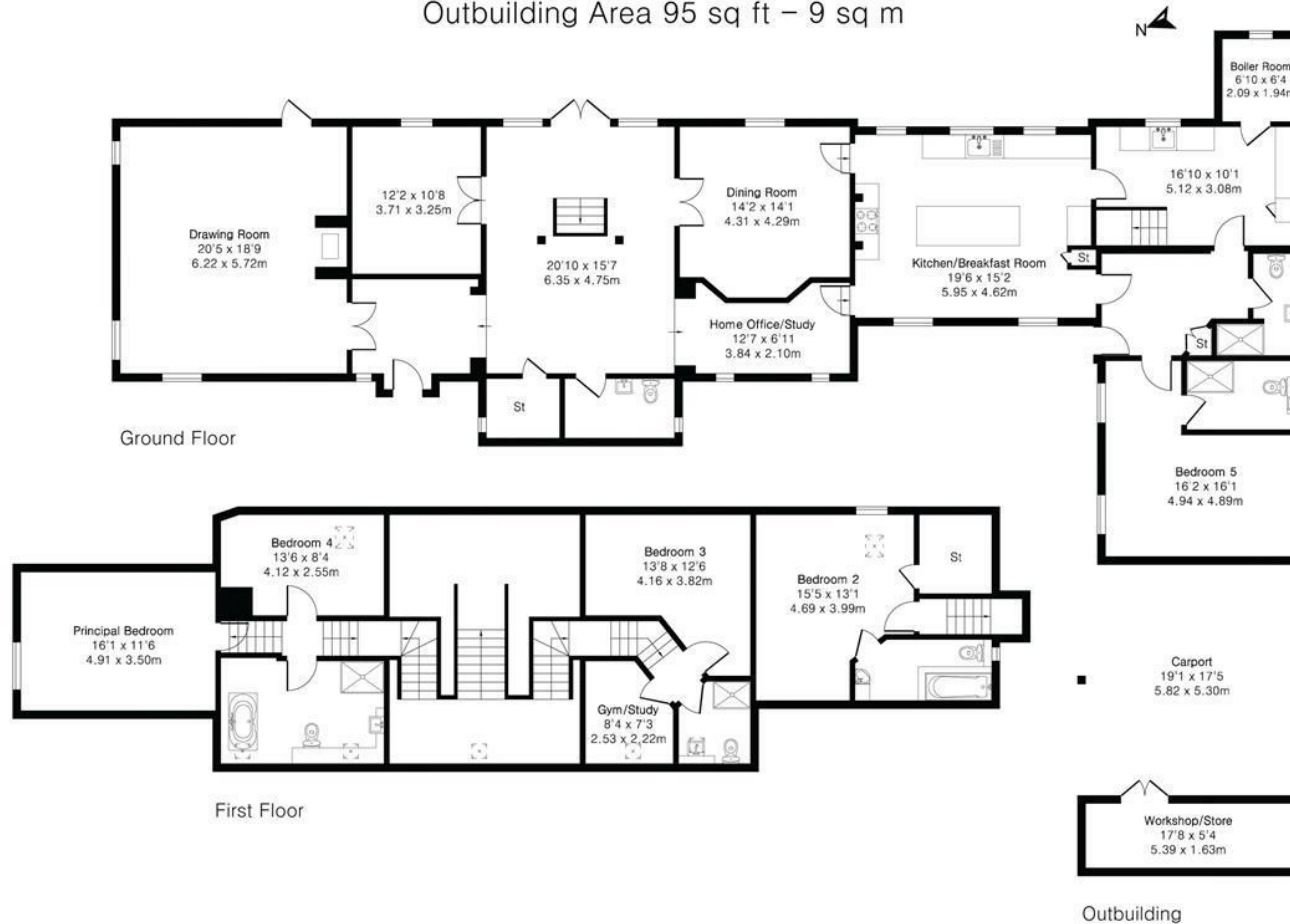 Outbuilding Area 95 sq ft – 9 sq m
N
Boiler Room
6'10 x 6'4
2.09 x 1.94m
Drawing Room
20'5 x 18'9
6.22 x 5.72m
12'2 x 10'8
3.71 x 3.25m
20'10 x 15'7
6.35 x 4.75m
Dining Room
14'2 x 14'1
4.31 x 4.29m
Kitchen/Breakfast Room
19'6 x 15'2
5.95 x 4.62m
St
16'10 x 10'1
5.12 x 3.08m
Home Office/Study
12'7 x 6'11
3.84 x 2.10m
St
St
Ground Floor
Bedroom 5
16'2 x 16'1
4.94 x 4.89m
Bedroom 4
13'6 x 8'4
4.12 x 2.55m
Bedroom 3
13'8 x 12'6
4.16 x 3.82m
Bedroom 2
15'5 x 13'1
4.69 x 3.99m
St
Principal Bedroom
16'1 x 11'6
4.91 x 3.50m
Gym/Study
8'4 x 7'3
2.53 x 2.22m
Carport
19'1 x 17'5
5.82 x 5.30m
First Floor
Workshop/Store
17'8 x 5'4
5.39 x 1.63m
Outbuilding